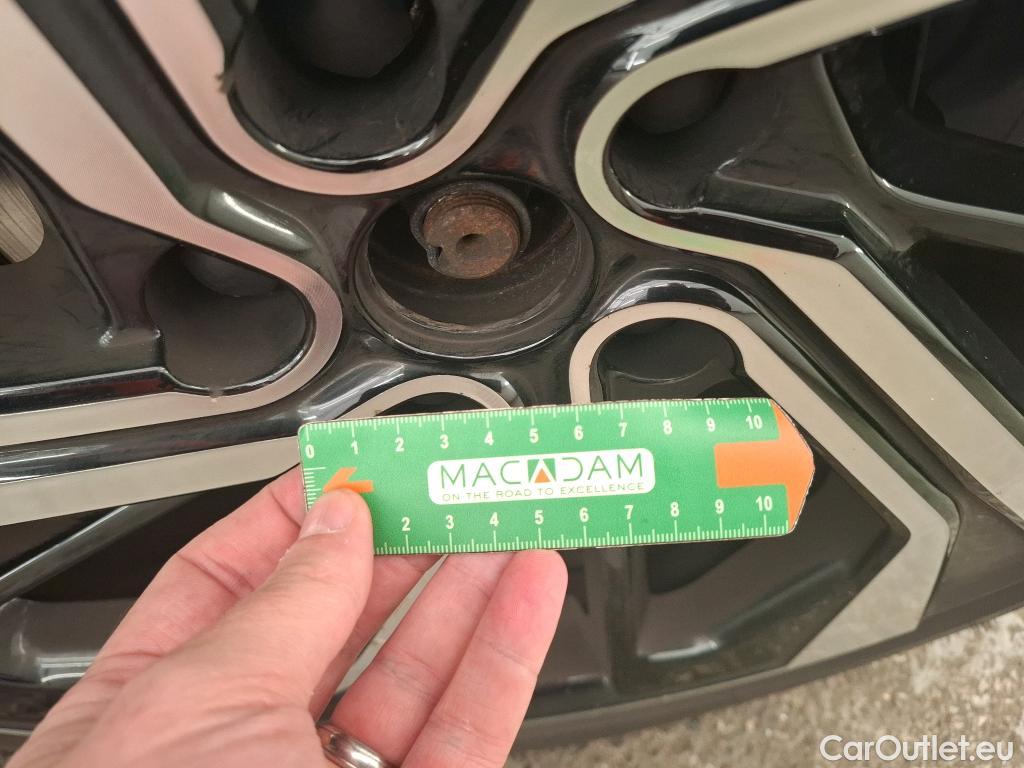 0 1 2 3 4 5 6 7 8 9 10
MACADAM
ON THE ROAD TO EXCELLENCE
2 3 4 5 6 7 8 9 10
CarOutlet.eu